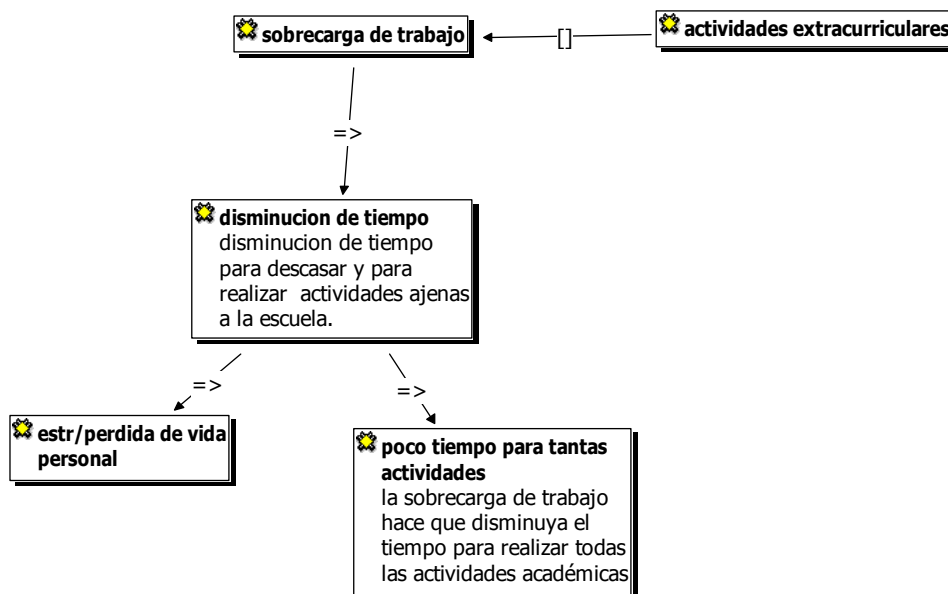 sobrecarga de trabajo
[]
actividades extracurriculares
=>
disminucion de tiempo
disminucion de tiempo
para descasar y para
realizar actividades ajenas
a la escuela.
=>
=>
estr/perdida de vida
personal
poco tiempo para tantas
actividades
la sobrecarga de trabajo
hace que disminuya el
tiempo para realizar todas
las actividades académicas